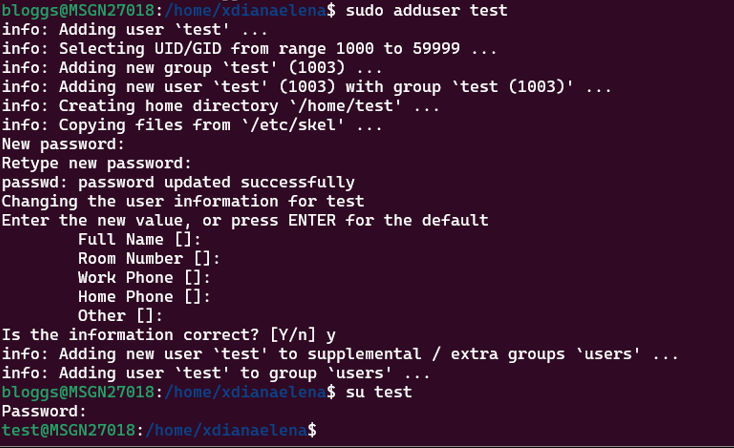 bloggs@MSGN27018:/home/xdianaelena$ sudo adduser test
info: Adding user `test' ...
info: Selecting UID/GID from range 1000 to 59999 ...
info: Adding new group `test' (1003) ...
info: Adding new user `test' (1003) with group `test (1003)' ...
info: Creating home directory `/home/test' ...
info: Copying files from `/etc/skel' ...
New password:
Retype new password:
passwd: password updated successfully
Changing the user information for test
Enter the new value, or press ENTER for the default
        Full Name []:
        Room Number []:
        Work Phone []:
        Home Phone []:
        Other []:
Is the information correct? [Y/n] y
info: Adding new user `test' to supplemental / extra groups `users' ...
info: Adding user `test' to group `users' ...
bloggs@MSGN27018:/home/xdianaelena$ su test
Password:
test@MSGN27018:/home/xdianaelena$